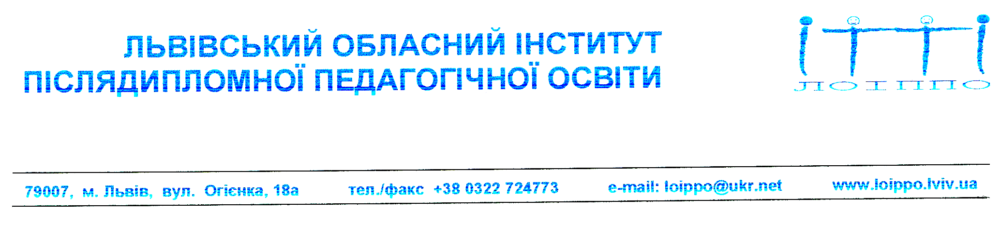 ЛЬВІВСЬКИЙ ОБЛАСНИЙ ІНСТИТУТ
ПІСЛЯДИПЛОМНОЇ ПЕДАГОГІЧНОЇ ОСВІТИ
ЛОІППО
79007, м. Львів, вул. Огієнка, 18а тел./факс +38 0322 724773 e-mail: loippo@ukr.net www.loippo.lviv.ua